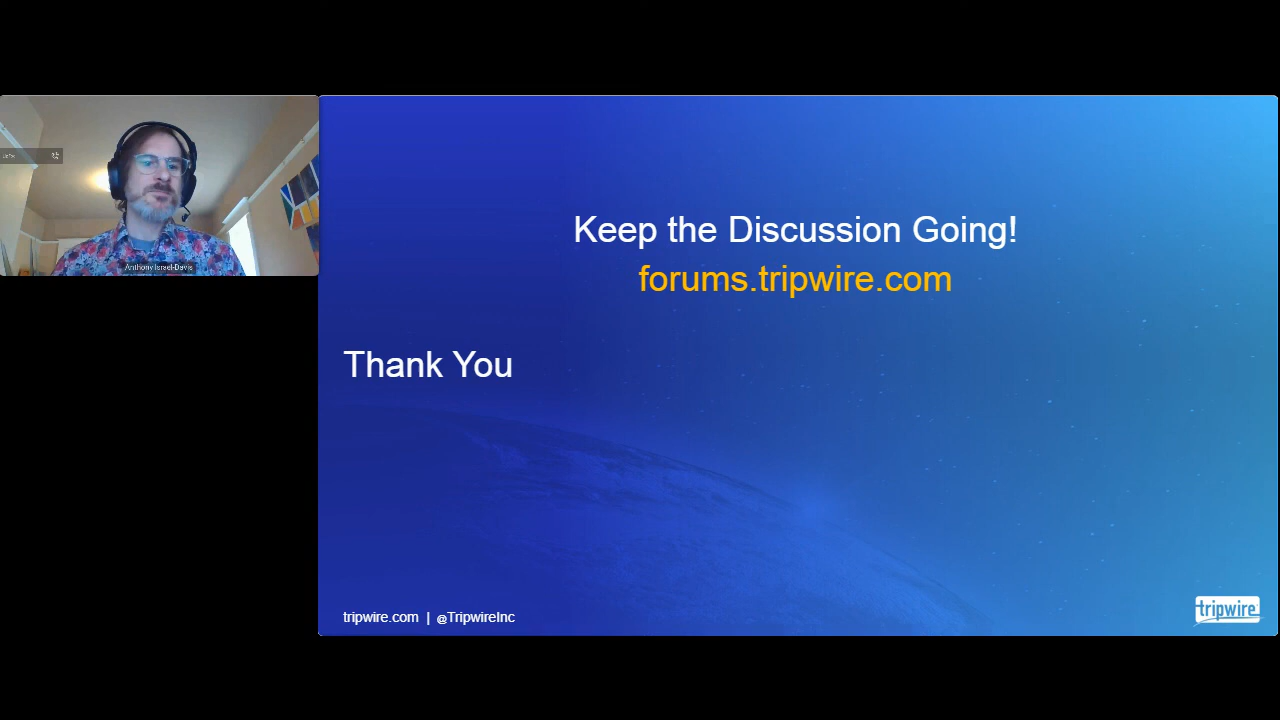 Anthony Israel-Davis
Keep the Discussion Going!
forums.tripwire.com
Thank You
tripwire.com | @TripwireInc
tripwire